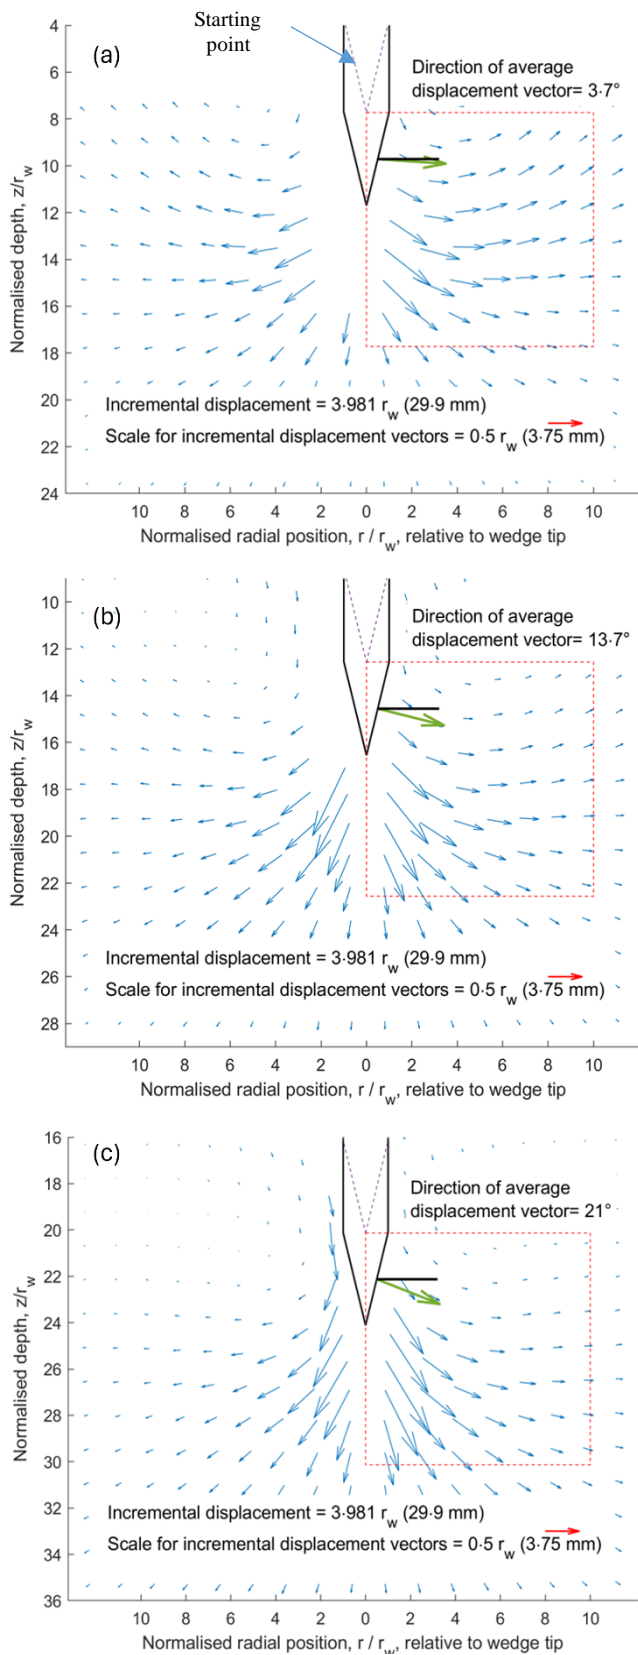 Starting
point
(a)
Direction of average
displacement vector= 3·7°
4
6
8
10
12
14
16
18
20
22
24
Normalised depth, z/r_w
Incremental displacement = 3·981 r_w (29·9 mm)
Scale for incremental displacement vectors = 0·5 r_w (3·75 mm)
10 8 6 4 2 0 2 4 6 8 10
Normalised radial position, r / r_w, relative to wedge tip
(b)
Direction of average
displacement vector= 13·7°
10
12
14
16
18
20
22
24
26
28
Normalised depth, z/r_w
Incremental displacement = 3·981 r_w (29·9 mm)
Scale for incremental displacement vectors = 0·5 r_w (3·75 mm)
10 8 6 4 2 0 2 4 6 8 10
Normalised radial position, r / r_w, relative to wedge tip
(c)
Direction of average
displacement vector= 21°
16
18
20
22
24
26
28
30
32
34
36
Normalised depth, z/r_w
Incremental displacement = 3·981 r_w (29·9 mm)
Scale for incremental displacement vectors = 0·5 r_w (3·75 mm)
10 8 6 4 2 0 2 4 6 8 10
Normalised radial position, r / r_w, relative to wedge tip